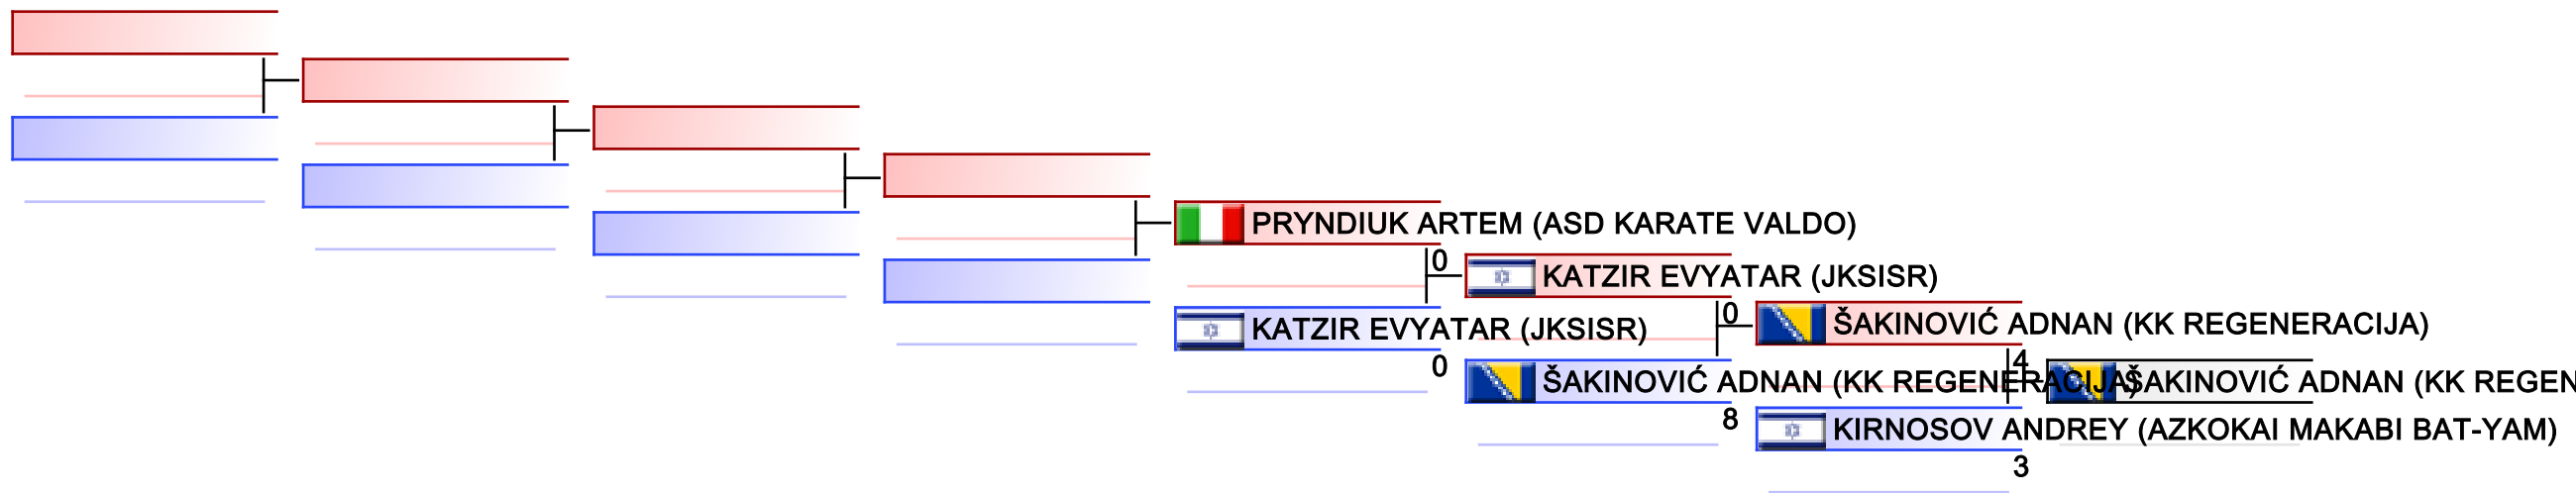 PRYNDIUK ARTEM (ASD KARATE VALDO)
0
KATZIR EVYATAR (JKSISR)
KATZIR EVYATAR (JKSISR)
0
0
ŠAKINOVIĆ ADNAN (KK REGENERACIJA)
ŠAKINOVIĆ ADNAN (KK REGENERACIJA)
8
4
ŠAKINOVIĆ ADNAN (KK REGEN
KIRNOSOV ANDREY (AZKOKAI MAKABI BAT-YAM)
3